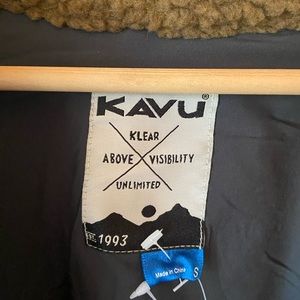 KAVU®
KLEAR
ABOVE VISIBILITY
UNLIMITED
EST. 1993
Made in China
S